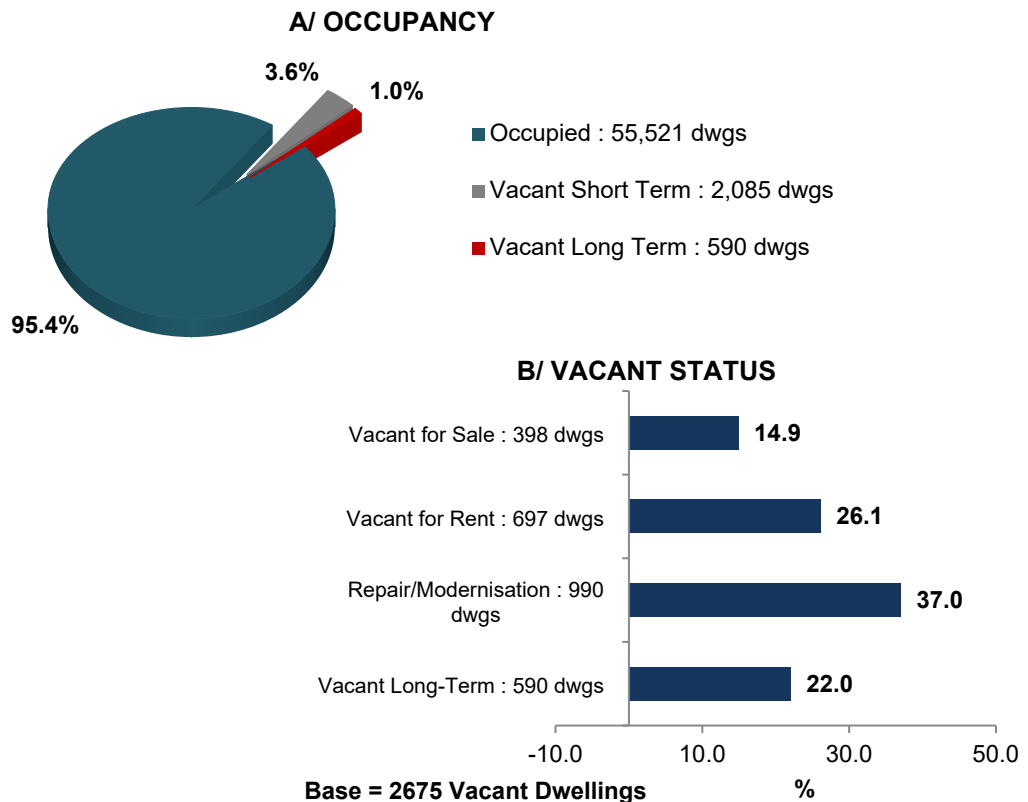 A/ OCCUPANCY
3.6%
1.0%
95.4%
Occupied : 55,521 dwgs
Vacant Short Term : 2,085 dwgs
Vacant Long Term : 590 dwgs
B/ VACANT STATUS
Vacant for Sale : 398 dwgs
14.9
Vacant for Rent : 697 dwgs
26.1
Repair/Modernisation : 990
dwgs
37.0
Vacant Long-Term : 590 dwgs
22.0
-10.0 10.0 30.0 50.0
Base = 2675 Vacant Dwellings %